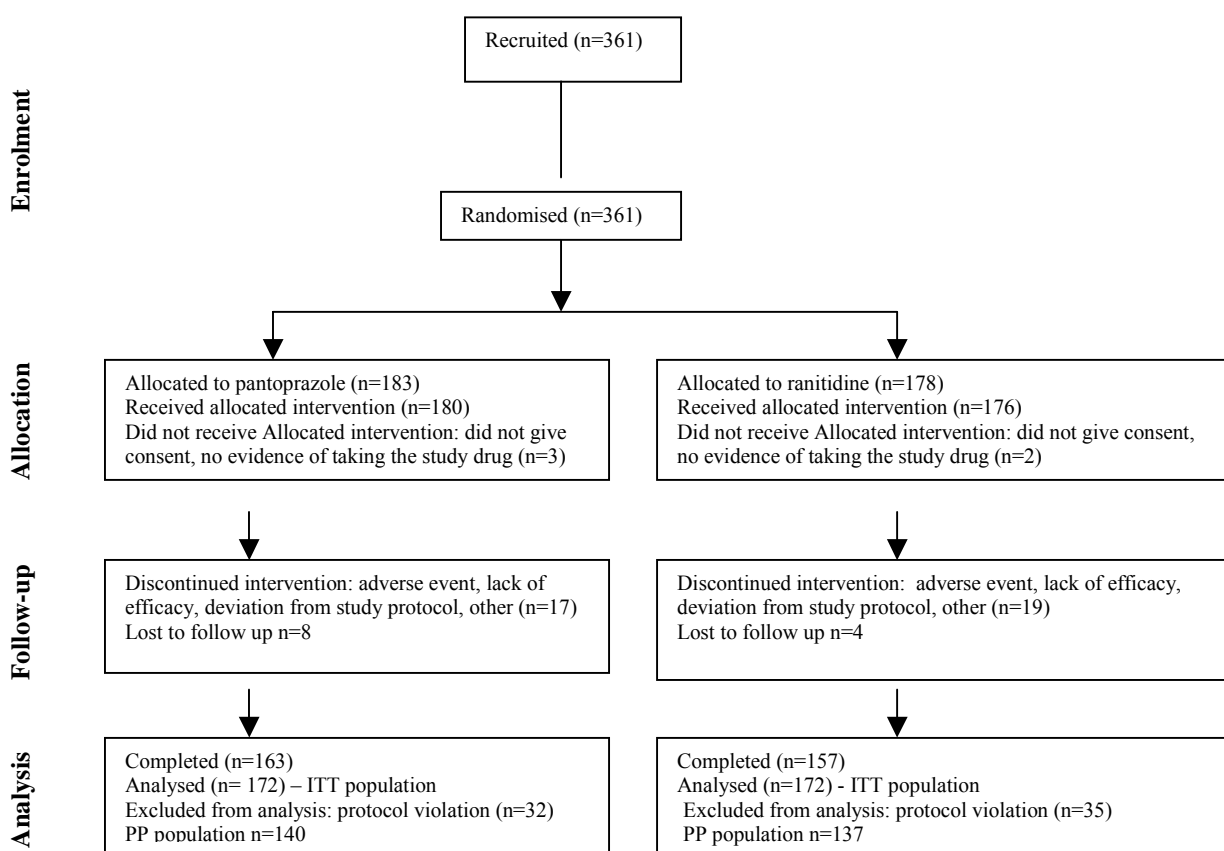 Enrolment
Recruited (n=361)
Randomised (n=361)
Allocation
Allocated to pantoprazole (n=183)
Received allocated intervention (n=180)
Did not receive Allocated intervention: did not give
consent, no evidence of taking the study drug (n=3)
Allocated to ranitidine (n=178)
Received allocated intervention (n=176)
Did not receive Allocated intervention: did not give consent,
no evidence of taking the study drug (n=2)
Follow-up
Discontinued intervention: adverse event, lack of
efficacy, deviation from study protocol, other (n=17)
Lost to follow up n=8
Discontinued intervention: adverse event, lack of efficacy,
deviation from study protocol, other (n=19)
Lost to follow up n=4
Analysis
Completed (n=163)
Analysed (n= 172) – ITT population
Excluded from analysis: protocol violation (n=32)
PP population n=140
Completed (n=157)
Analysed (n=172) - ITT population
Excluded from analysis: protocol violation (n=35)
PP population n=137